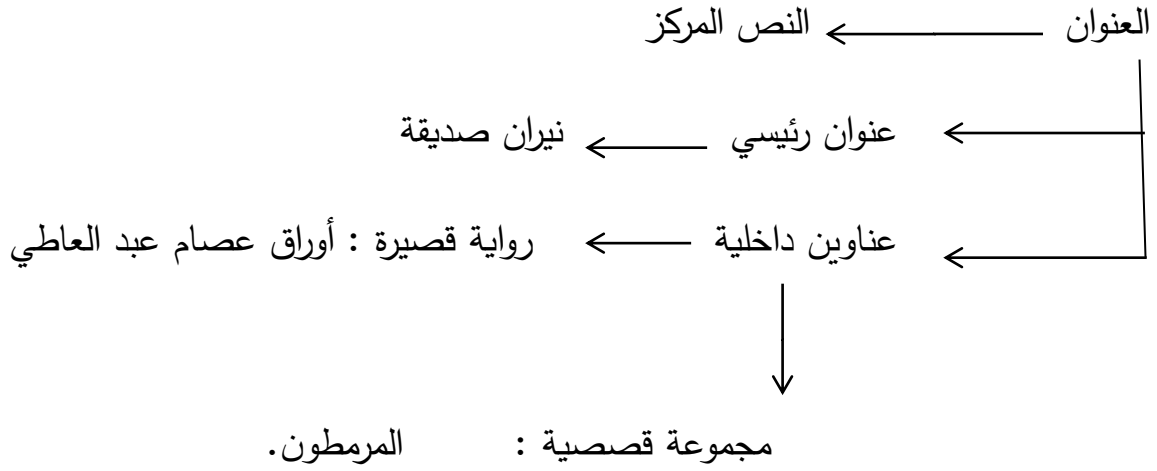 العنوان النص المركز
عنوان رئيسي نيران صديقة
عناوين داخلية رواية قصيرة : أوراق عصام عبد العاطي
مجموعة قصصية : المرمطون.